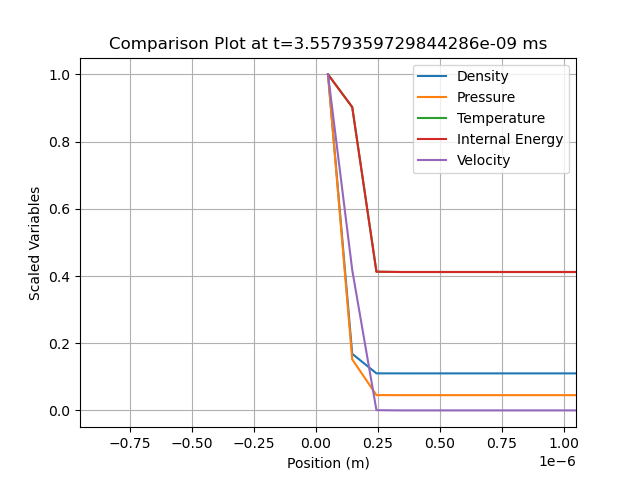 Comparison Plot at t=3.5579359729844286e-09 ms
Density
Pressure
Temperature
Internal Energy
Velocity
Scaled Variables
1.0
0.8
0.6
0.4
0.2
0.0
−0.75
−0.50
−0.25
0.00
0.25
0.50
0.75
1.00
1e−6
Position (m)